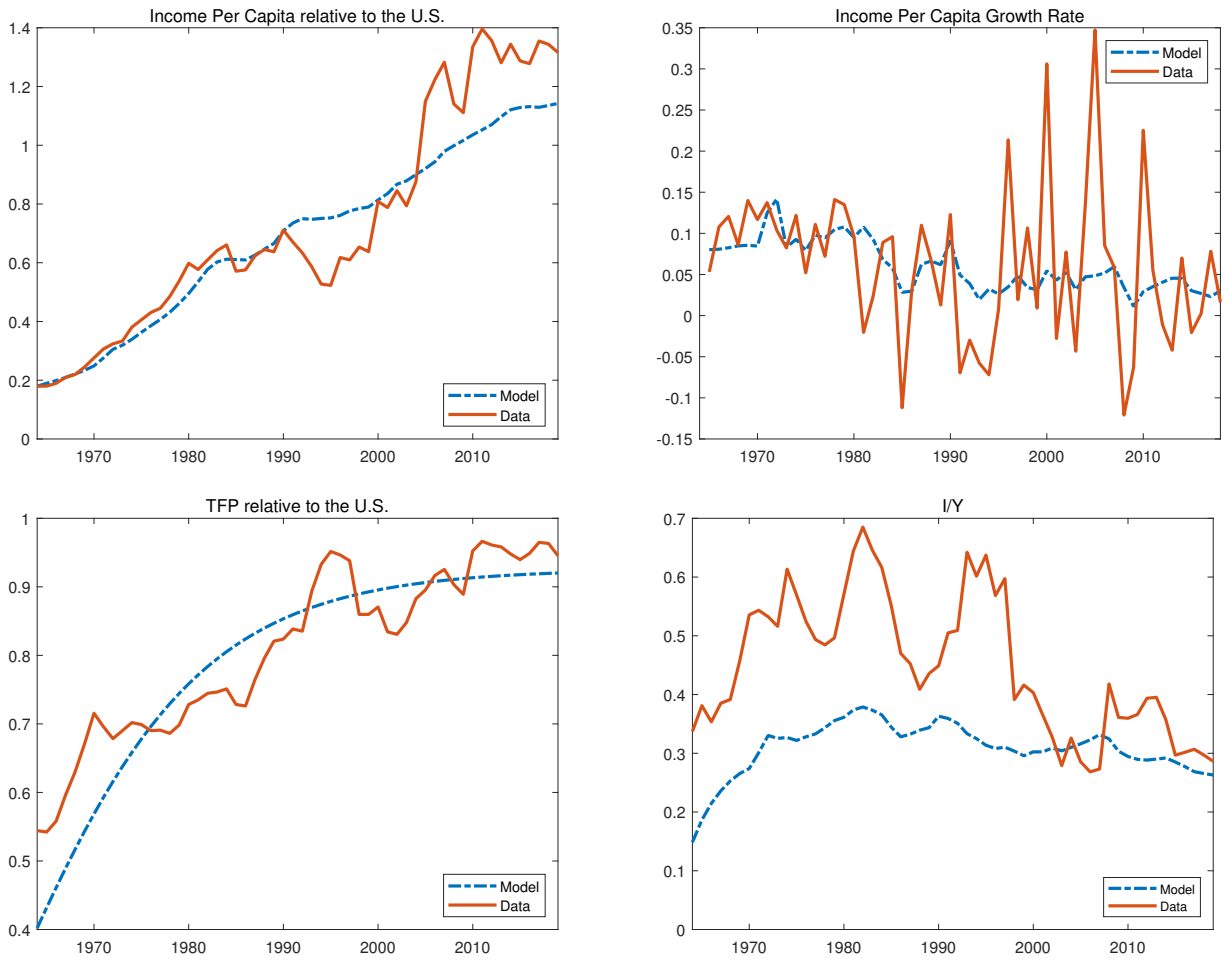 Income Per Capita relative to the U.S.
1.4
1.2
1
0.8
0.6
0.4
0.2
0
1970 1980 1990 2000 2010
Model
Data
Income Per Capita Growth Rate
0.35
0.3
0.25
0.2
0.15
0.1
0.05
0
-0.05
-0.1
-0.15
1970 1980 1990 2000 2010
Model
Data
TFP relative to the U.S.
1
0.9
0.8
0.7
0.6
0.5
0.4
1970 1980 1990 2000 2010
Model
Data
I/Y
0.7
0.6
0.5
0.4
0.3
0.2
0.1
0
1970 1980 1990 2000 2010
Model
Data